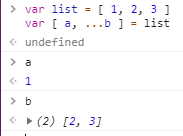 > var list = [ 1, 2, 3 ]
var [ a, ...b ] = list
< undefined
> a
< 1
> b
< ▶ (2) [2, 3]